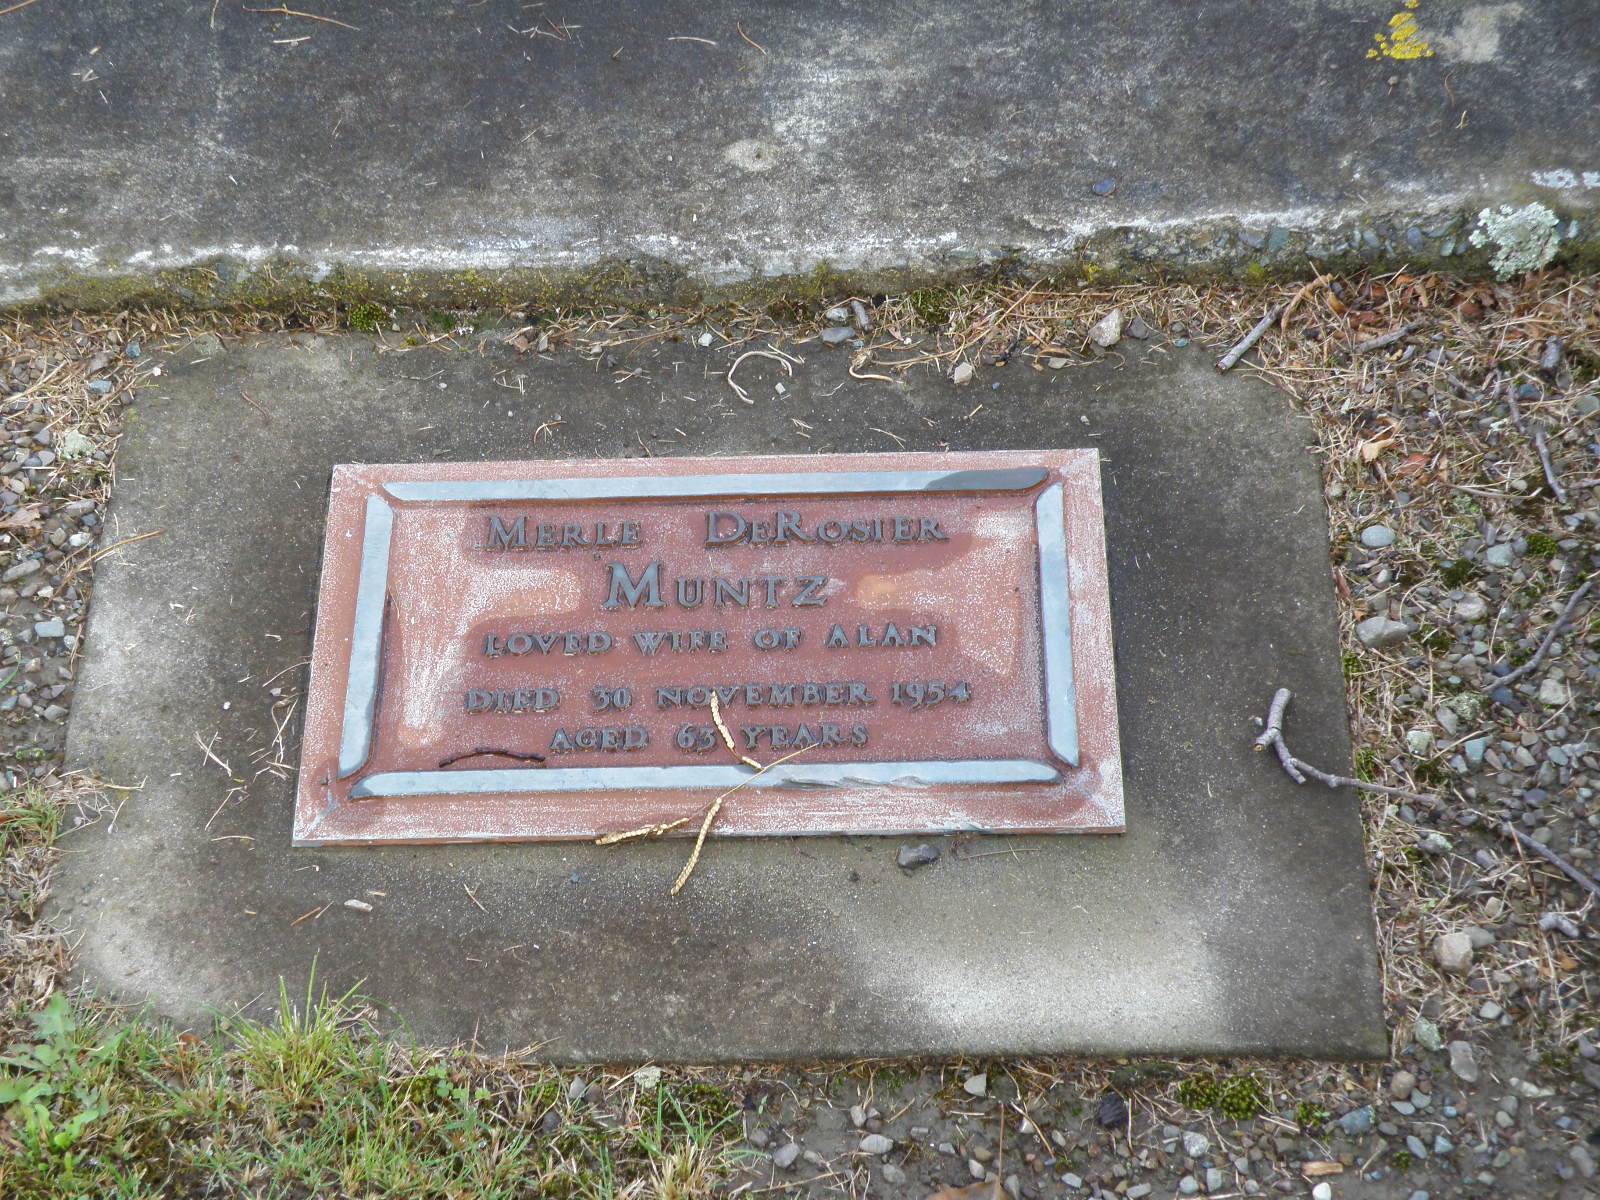 MERLE DEROSIER
MUNTZ
LOVED WIFE OF ALAN
DIED 30 NOVEMBER 1954
AGED 63 YEARS